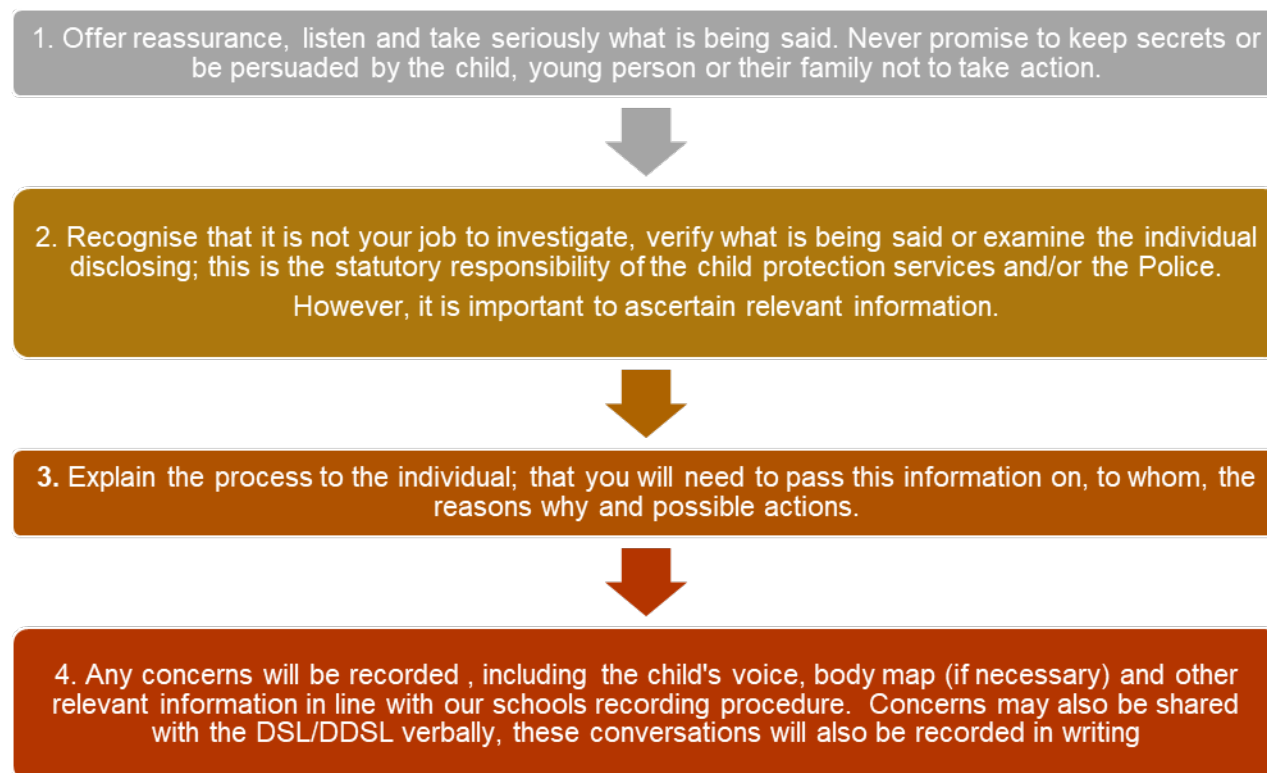 1. Offer reassurance, listen and take seriously what is being said. Never promise to keep secrets or
be persuaded by the child, young person or their family not to take action.
2. Recognise that it is not your job to investigate, verify what is being said or examine the individual
disclosing; this is the statutory responsibility of the child protection services and/or the Police.
However, it is important to ascertain relevant information.
3. Explain the process to the individual; that you will need to pass this information on, to whom, the
reasons why and possible actions.
4. Any concerns will be recorded , including the child's voice, body map (if necessary) and other
relevant information in line with our schools recording procedure.  Concerns may also be shared
with the DSL/DDSL verbally, these conversations will also be recorded in writing